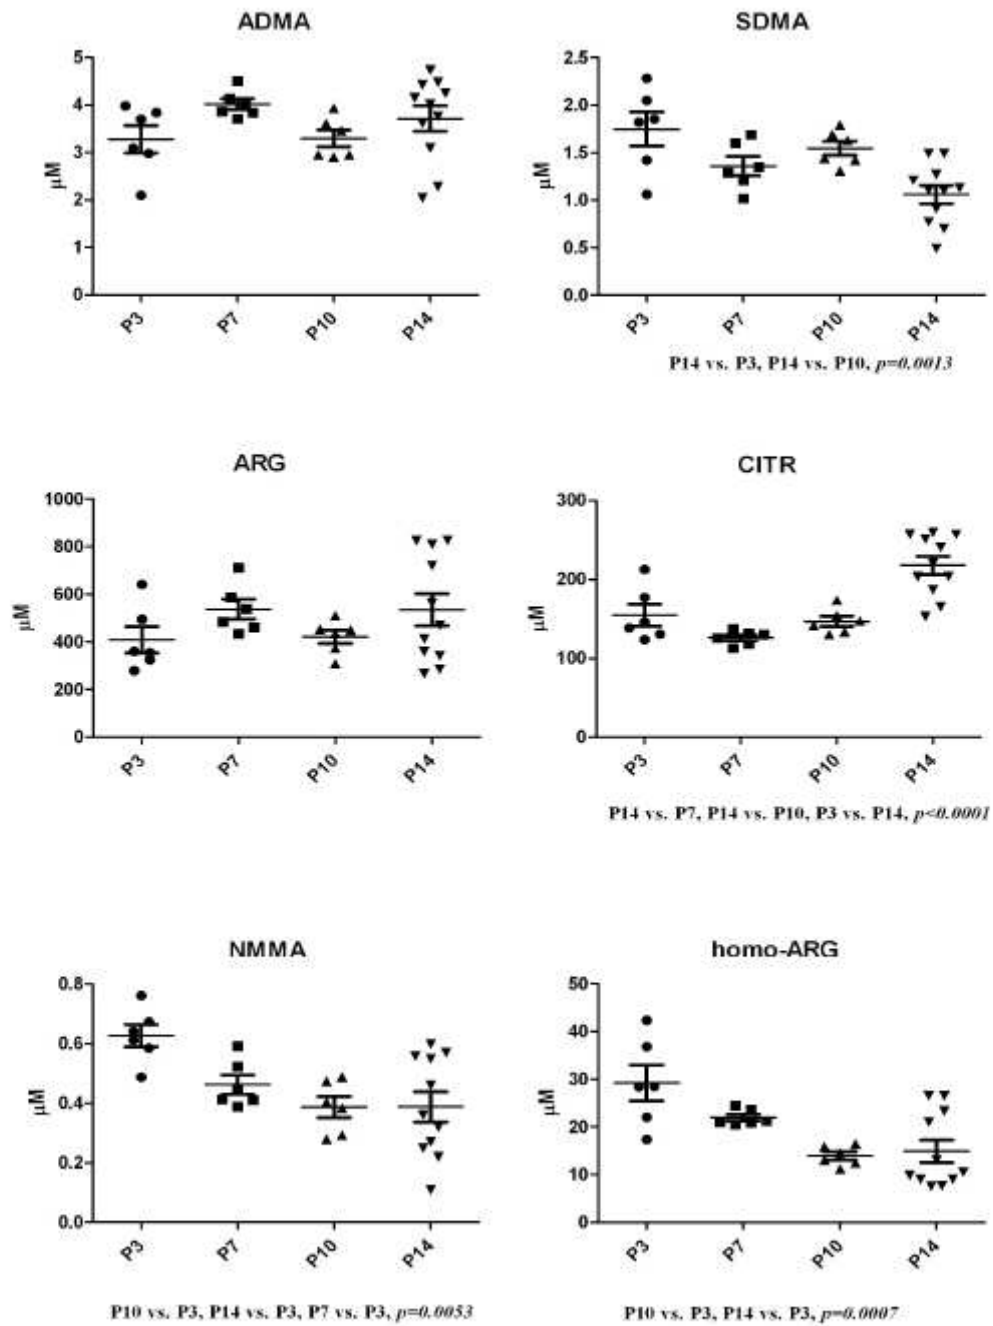 ADMA
5
4
3
2
1
0
μM
P3
P7
P10
P14
SDMA
2.5
2.0
1.5
1.0
0.5
0.0
μM
P3
P7
P10
P14
P14 vs. P3, P14 vs. P10, p=0.0013
ARG
1000
800
600
400
200
0
μM
P3
P7
P10
P14
CITR
300
200
100
0
μM
P3
P7
P10
P14
P14 vs. P7, P14 vs. P10, P3 vs. P14, p<0.0001
NMMA
0.8
0.6
0.4
0.2
0.0
μM
P3
P7
P10
P14
P10 vs. P3, P14 vs. P3, P7 vs. P3, p=0.0053
homo-ARG
50
40
30
20
10
0
μM
P3
P7
P10
P14
P10 vs. P3, P14 vs. P3, p=0.0007